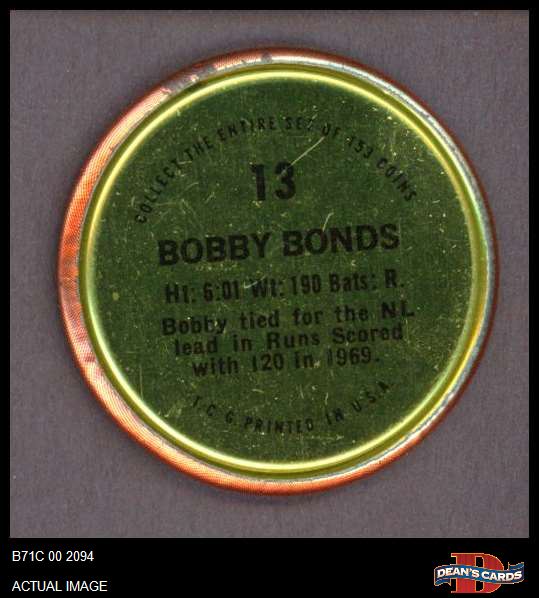 COLLECT THE ENTIRE SET OF 153 COINS
13
BOBBY BONDS
Ht: 6:01 Wt: 190 Bats: R.
Bobby tied for the NL
lead in Runs Scored
with 120 in 1969.
T.C.G. PRINTED IN U.S.A.
B71C 00 2094
ACTUAL IMAGE
D
DEAN'S CARDS